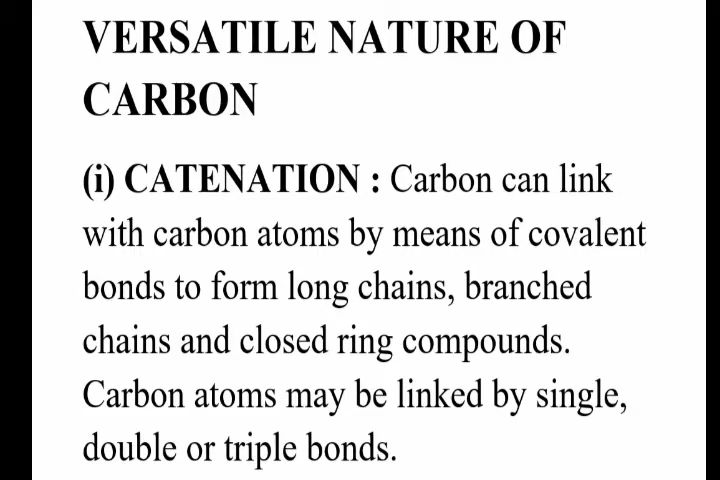 VERSATILE NATURE OF
CARBON
(i) CATENATION : Carbon can link
with carbon atoms by means of covalent
bonds to form long chains, branched
chains and closed ring compounds.
Carbon atoms may be linked by single,
double or triple bonds.